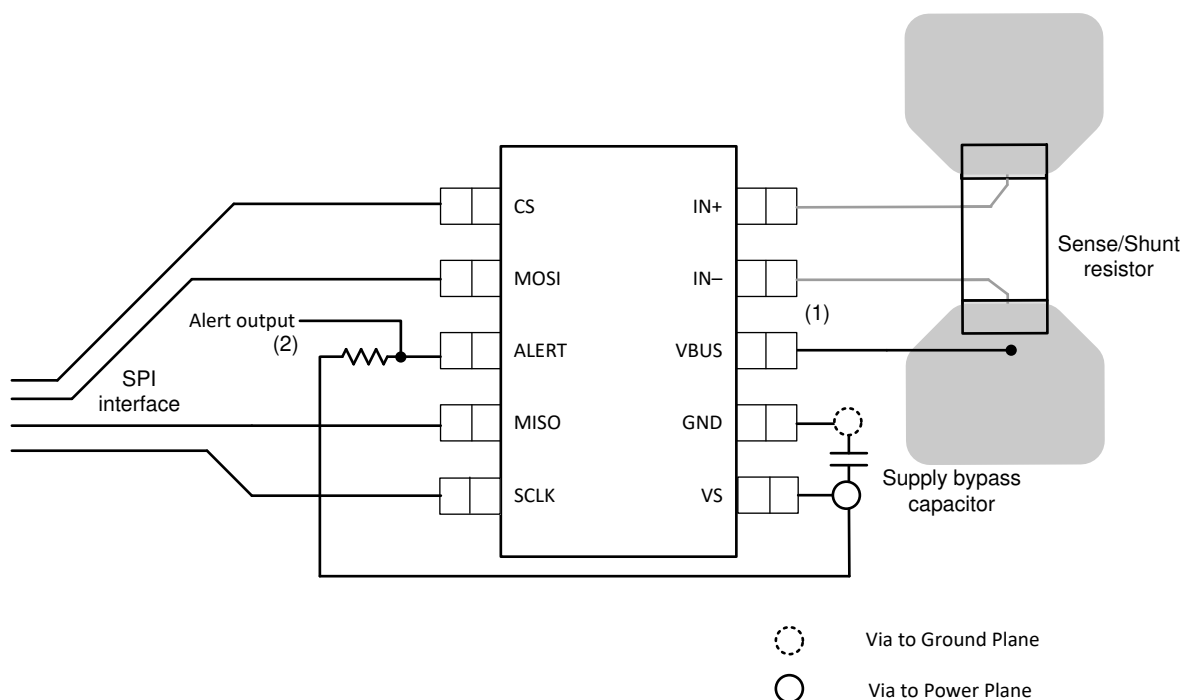 CS
IN+
Sense/Shunt
resistor
MOSI
IN–
(1)
Alert output
(2)
ALERT
VBUS
SPI
interface
MISO
GND
Supply bypass
capacitor
SCLK
VS
Via to Ground Plane
Via to Power Plane